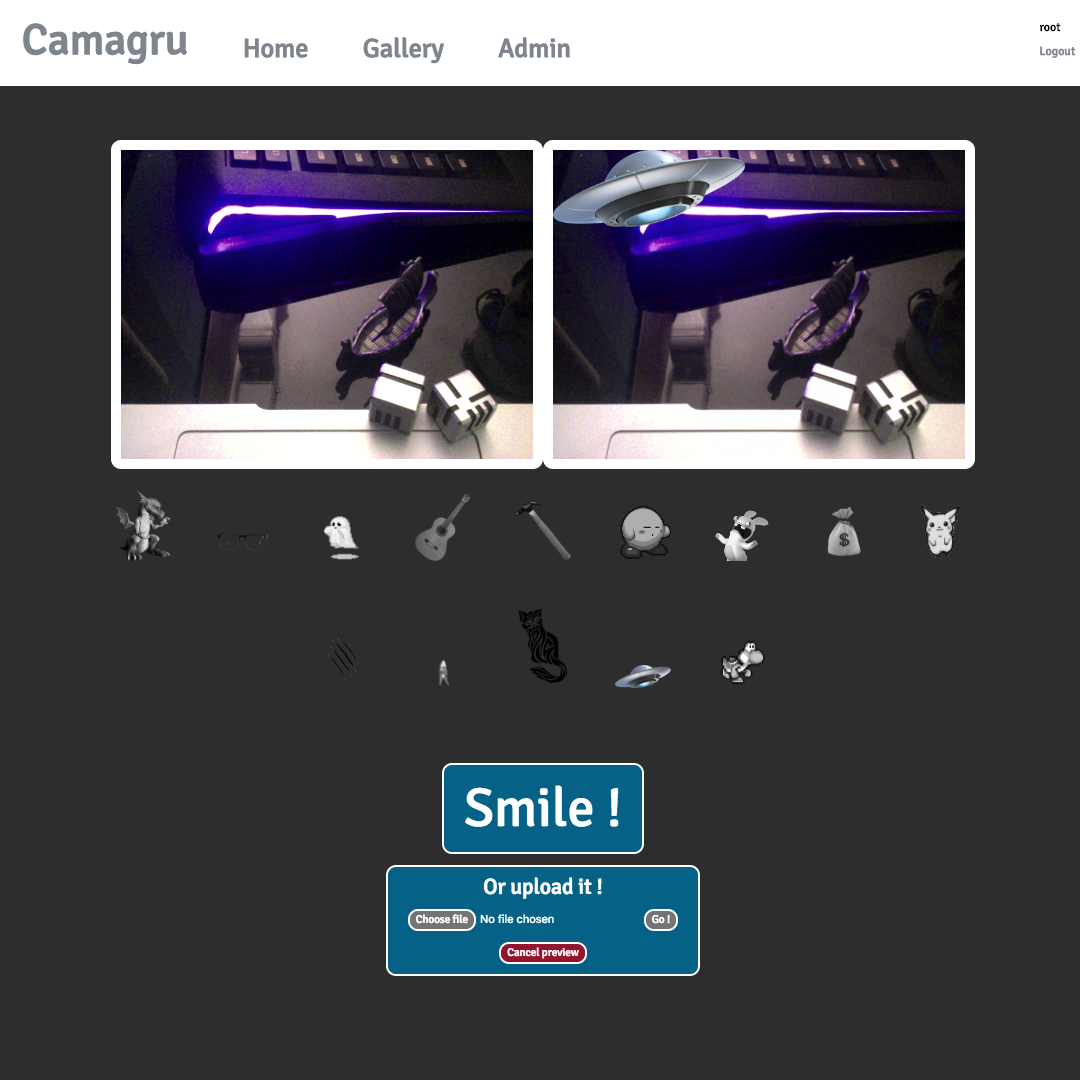 Camagru
Home
Gallery
Admin
root
Logout
$
Smile !
Or upload it !
Choose file No file chosen
Go !
Cancel preview